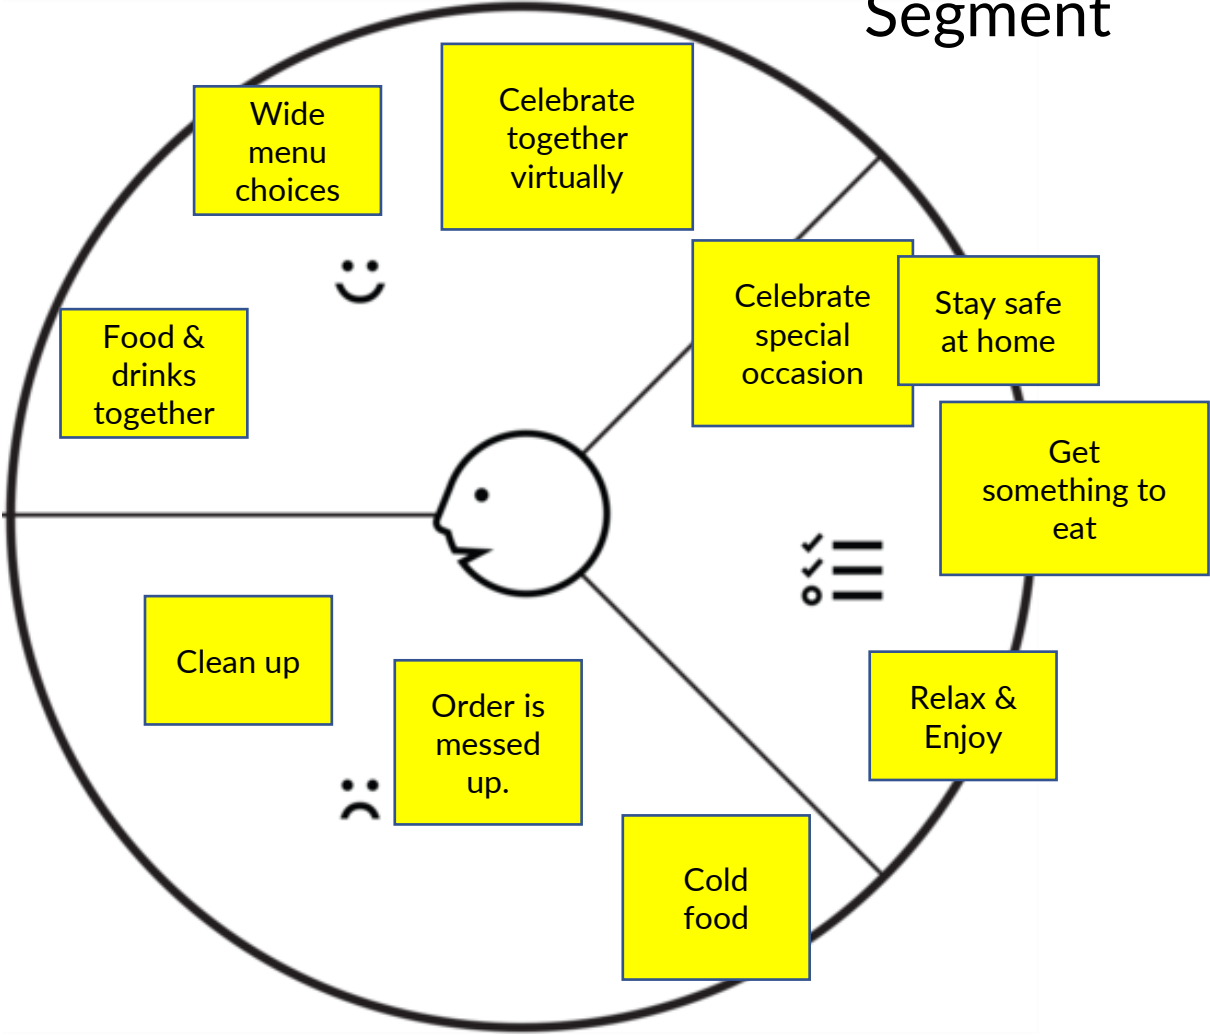 Segment
Wide
menu
choices
Celebrate
together
virtually
Food &
drinks
together
Celebrate
special
occasion
Stay safe
at home
Get
something to
eat
Relax &
Enjoy
Clean up
Order is
messed
up.
Cold
food